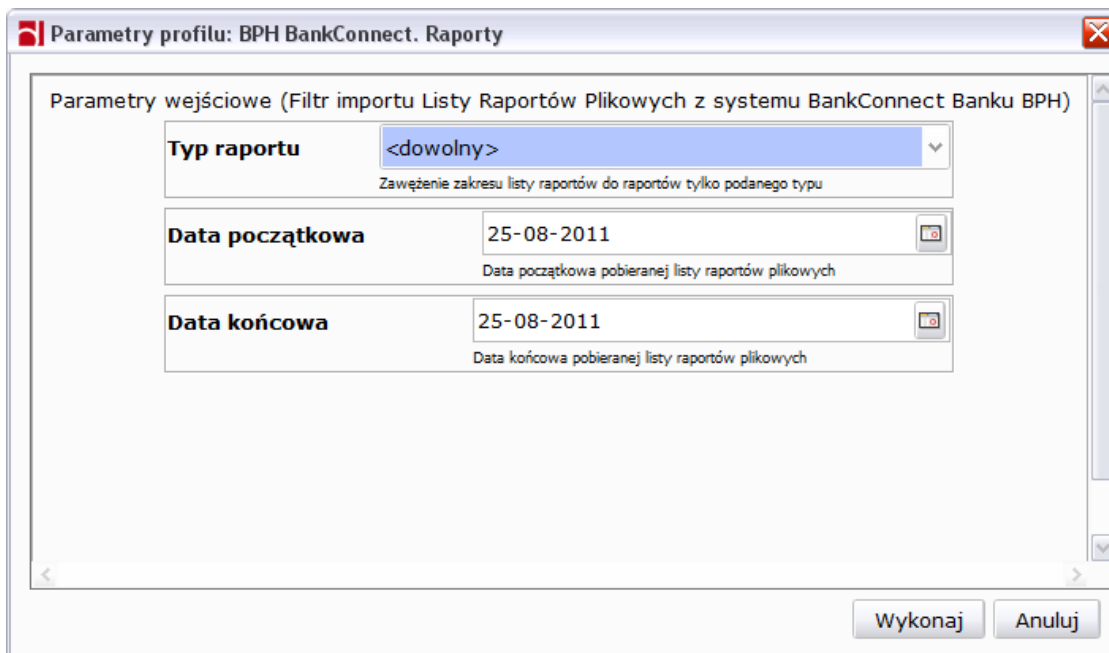 Parametry profilu: BPH BankConnect. Raporty
Parametry wejściowe (Filtr importu Listy Raportów Plikowych z systemu BankConnect Banku BPH)
Typ raportu <dowolny>
Zawężenie zakresu listy raportów do raportów tylko podanego typu
Data początkowa 25-08-2011
Data początkowa pobieranej listy raportów plikowych
Data końcowa 25-08-2011
Data końcowa pobieranej listy raportów plikowych
Wykonaj Anuluj